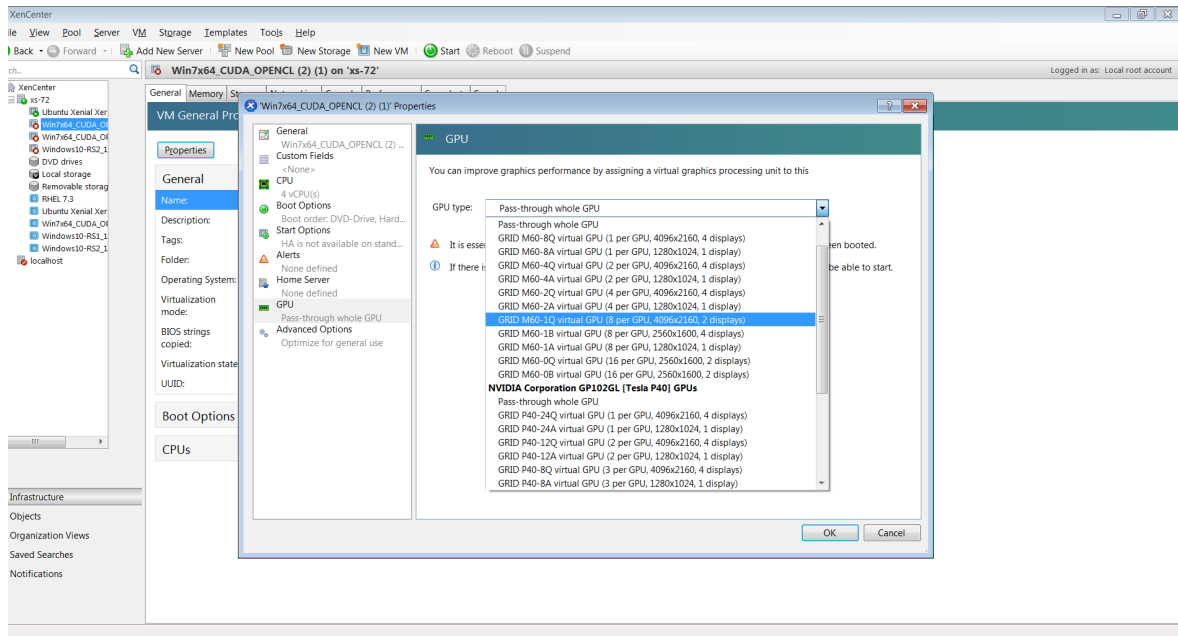 XenCenter
ile View Pool Server VM Storage Templates Tools Help
Back Forward Add New Server New Pool New Storage New VM Start Reboot Suspend
Win7x64_CUDA_OPENCL (2) (1) on 'xs-72' Logged in as: Local root account
XenCenter
xs-72
Ubuntu Xenial Xer
Win7x64_CUDA_OP
Win7x64_CUDA_OP
Windows10-RS2_1
DVD drives
Local storage
Removable storag
RHEL 7.3
Ubuntu Xenial Xer
Win7x64_CUDA_OP
Windows10-RS1_1
Windows10-RS2_1
localhost
Infrastructure
Objects
Organization Views
Saved Searches
Notifications
General Memory
VM General Pro
Properties
General
Name:
Description:
Tags:
Folder:
Operating System:
Virtualization
mode:
BIOS strings
copied:
Virtualization state
UUID:
Boot Options
CPUs
'Win7x64_CUDA_OPENCL (2) (1)' Properties
General
Win7x64_CUDA_OPENCL (2) ...
Custom Fields
<None>
CPU
4 vCPU(s)
Boot Options
Boot order: DVD-Drive, Hard...
Start Options
HA is not available on stand...
Alerts
None defined
Home Server
None defined
GPU
Pass-through whole GPU
Advanced Options
Optimize for general use
GPU
You can improve graphics performance by assigning a virtual graphics processing unit to this
GPU type: Pass-through whole GPU
It is esse en booted.
If there i be able to start.
Pass-through whole GPU
GRID M60-8Q virtual GPU (1 per GPU, 4096x2160, 4 displays)
GRID M60-8A virtual GPU (1 per GPU, 1280x1024, 1 display)
GRID M60-4Q virtual GPU (2 per GPU, 4096x2160, 4 displays)
GRID M60-4A virtual GPU (2 per GPU, 1280x1024, 1 display)
GRID M60-2Q virtual GPU (4 per GPU, 4096x2160, 4 displays)
GRID M60-2A virtual GPU (4 per GPU, 1280x1024, 1 display)
GRID M60-1Q virtual GPU (8 per GPU, 4096x2160, 2 displays)
GRID M60-1B virtual GPU (8 per GPU, 2560x1600, 4 displays)
GRID M60-1A virtual GPU (8 per GPU, 1280x1024, 1 display)
GRID M60-0Q virtual GPU (16 per GPU, 2560x1600, 2 displays)
GRID M60-0B virtual GPU (16 per GPU, 2560x1600, 2 displays)
NVIDIA Corporation GP102GL [Tesla P40] GPUs
Pass-through whole GPU
GRID P40-24Q virtual GPU (1 per GPU, 4096x2160, 4 displays)
GRID P40-24A virtual GPU (1 per GPU, 1280x1024, 1 display)
GRID P40-12Q virtual GPU (2 per GPU, 4096x2160, 4 displays)
GRID P40-12A virtual GPU (2 per GPU, 1280x1024, 1 display)
GRID P40-8Q virtual GPU (3 per GPU, 4096x2160, 4 displays)
GRID P40-8A virtual GPU (3 per GPU, 1280x1024, 1 display)
OK Cancel